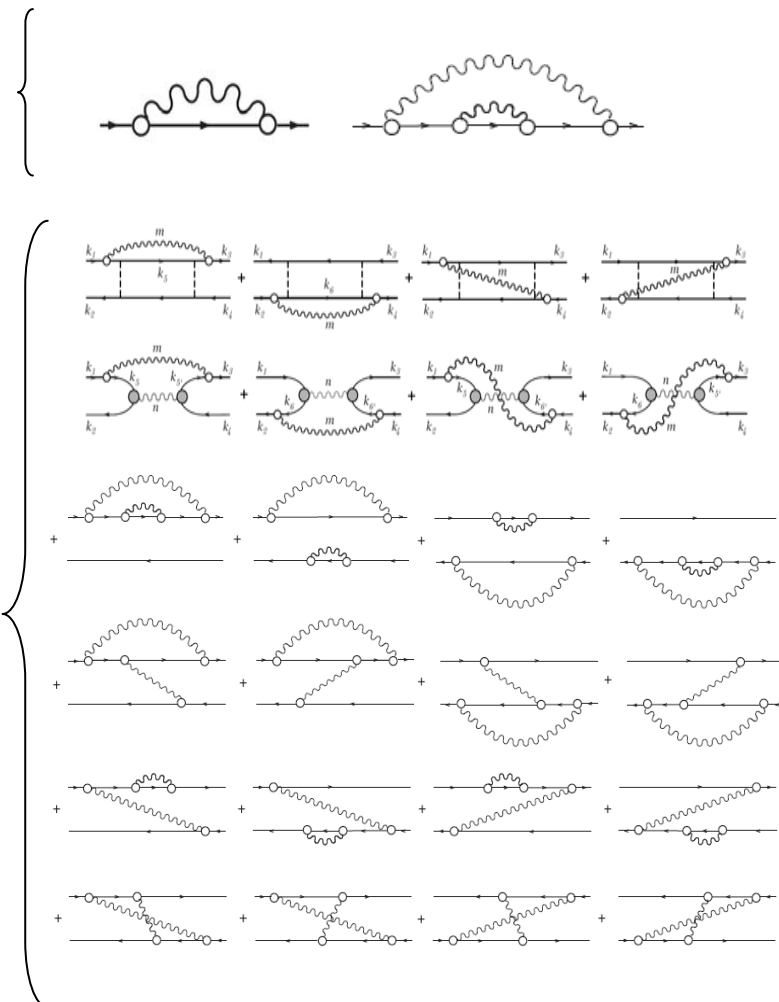 m
k₁ k₃ k₁ k₃ k₁ k₃ k₁ k₃
k₅ + k₆ + m + m
k₂ k₄ k₂ k₄ k₂ k₄ k₂ k₄
m
m
k₁ k₃ k₁ k₃ k₁ m k₃ k₁ k₃
k₅ k₅' n k₅ n k₅'
+ + +
n k₆ k₆' n k₆' k₆
k₂ k₄ k₂ m k₄ k₂ k₄ k₂ m k₄
+ + + +
+ + + +
+ + + +
+ + + +